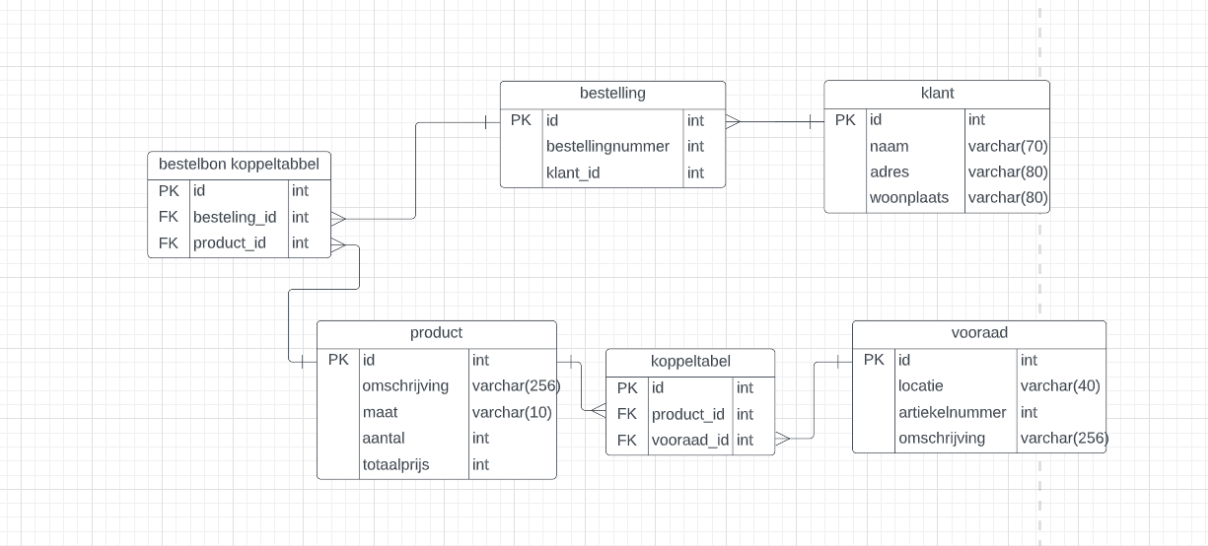 bestelling
PK id int
bestellingnummer int
klant_id int
klant
PK id int
naam varchar(70)
adres varchar(80)
woonplaats varchar(80)
bestelbon koppeltabbel
PK id int
FK besteling_id int
FK product_id int
product
PK id int
omschrijving varchar(256)
maat varchar(10)
aantal int
totaalprijs int
koppeltabel
PK id int
FK product_id int
FK vooraad_id int
vooraad
PK id int
locatie varchar(40)
artiekelnummer int
omschrijving varchar(256)